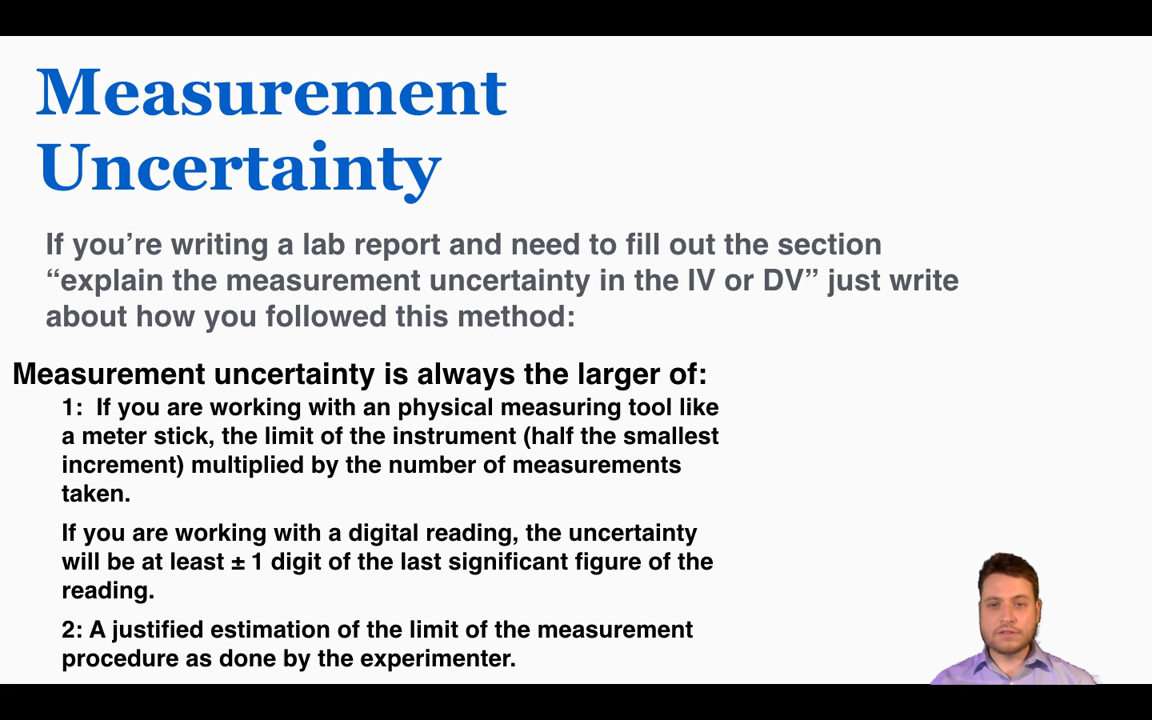 Measurement
Uncertainty
If you’re writing a lab report and need to fill out the section
“explain the measurement uncertainty in the IV or DV” just write
about how you followed this method:
Measurement uncertainty is always the larger of:
1:  If you are working with an physical measuring tool like
a meter stick, the limit of the instrument (half the smallest
increment) multiplied by the number of measurements
taken.
If you are working with a digital reading, the uncertainty
will be at least ± 1 digit of the last significant figure of the
reading.
2: A justified estimation of the limit of the measurement
procedure as done by the experimenter.